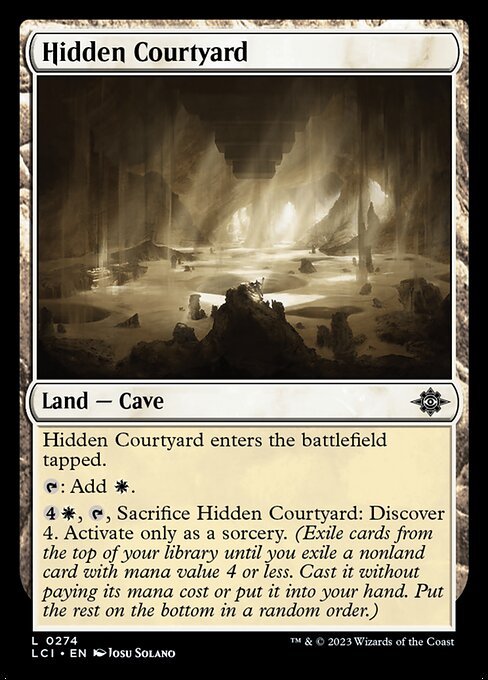 Hidden Courtyard
Land — Cave
Hidden Courtyard enters the battlefield
tapped.
: Add .
4, , Sacrifice Hidden Courtyard: Discover
4. Activate only as a sorcery. (Exile cards from
the top of your library until you exile a nonland
card with mana value 4 or less. Cast it without
paying its mana cost or put it into your hand. Put
the rest on the bottom in a random order.)
L 0274
LCI • EN Josu Solano
™ & © 2023 Wizards of the Coast